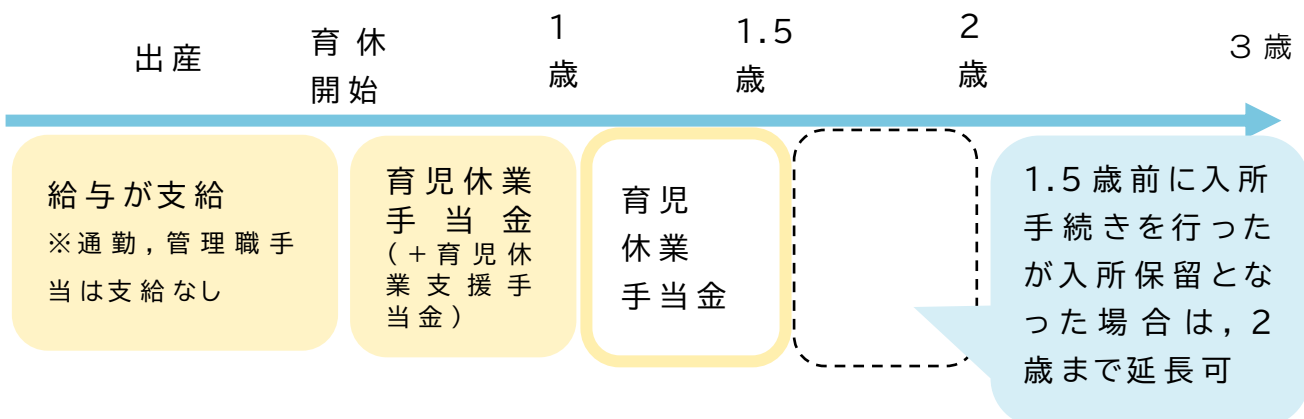 出産
育休
開始
1
歳
1.5
歳
2
歳
3歳
給与が支給
※通勤,管理職手
当は支給なし
育児休業
手当金
(+育児休
業支援手
当金)
育児
休業
手当金
1.5歳前に入所
手続きを行った
が入所保留とな
った場合は,2
歳まで延長可